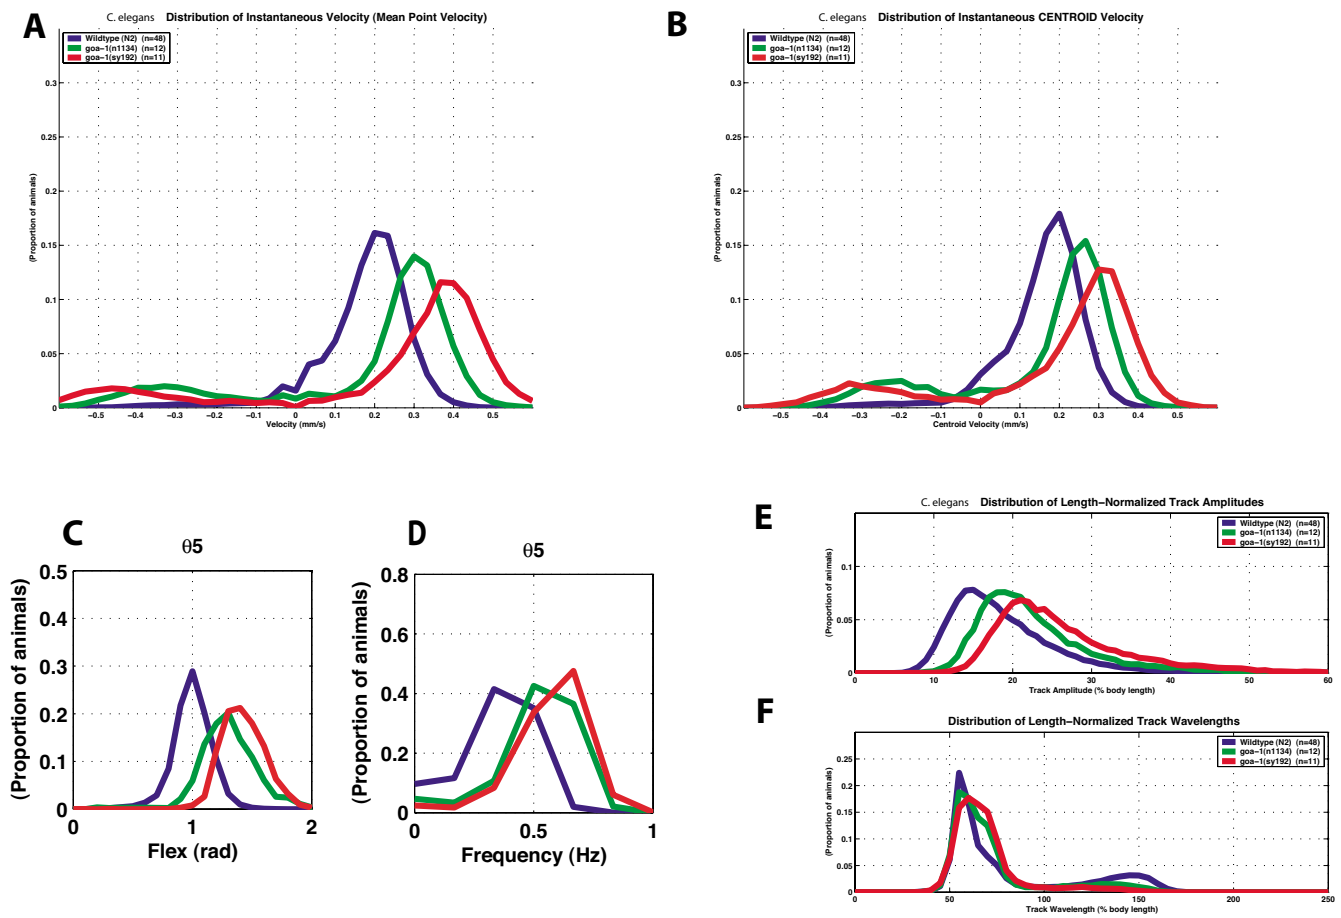 A
C. elegans Distribution of Instantaneous Velocity (Mean Point Velocity)
Wildtype (N2) (n=48)
goa−1(n1134) (n=12)
goa−1(sy192) (n=11)
(Proportion of animals)
0.3
0.25
0.2
0.15
0.1
0.05
0
−0.5 −0.4 −0.3 −0.2 −0.1 0 0.1 0.2 0.3 0.4 0.5
Velocity (mm/s)
B
C. elegans Distribution of Instantaneous CENTROID Velocity
Wildtype (N2) (n=48)
goa−1(n1134) (n=12)
goa−1(sy192) (n=11)
(Proportion of animals)
0.3
0.25
0.2
0.15
0.1
0.05
0
−0.5 −0.4 −0.3 −0.2 −0.1 0 0.1 0.2 0.3 0.4 0.5
Centroid Velocity (mm/s)
C
θ5
(Proportion of animals)
0.5
0.4
0.3
0.2
0.1
0
0 1 2
Flex (rad)
D
θ5
(Proportion of animals)
0.8
0.6
0.4
0.2
0
0 0.5 1
Frequency (Hz)
E
C. elegans Distribution of Length−Normalized Track Amplitudes
Wildtype (N2) (n=48)
goa−1(n1134) (n=12)
goa−1(sy192) (n=11)
(Proportion of animals)
0.1
0.05
0
0 10 20 30 40 50 60
Track Amplitude (% body length)
F
Distribution of Length−Normalized Track Wavelengths
Wildtype (N2) (n=48)
goa−1(n1134) (n=12)
goa−1(sy192) (n=11)
(Proportion of animals)
0.25
0.2
0.15
0.1
0.05
0
0 50 100 150 200 250
Track Wavelength (% body length)